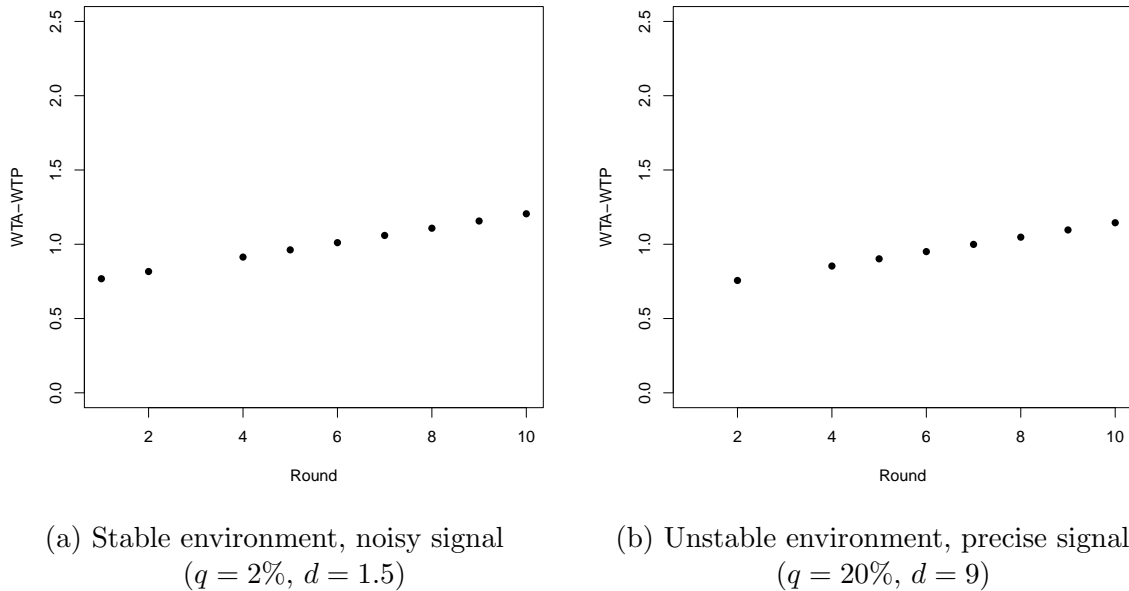 2.5
2.0
1.5
1.0
0.5
0.0
WTA−WTP
2 4 6 8 10
Round
2.5
2.0
1.5
1.0
0.5
0.0
WTA−WTP
2 4 6 8 10
Round
(a) Stable environment, noisy signal
(q = 2%, d = 1.5)
(b) Unstable environment, precise signal
(q = 20%, d = 9)